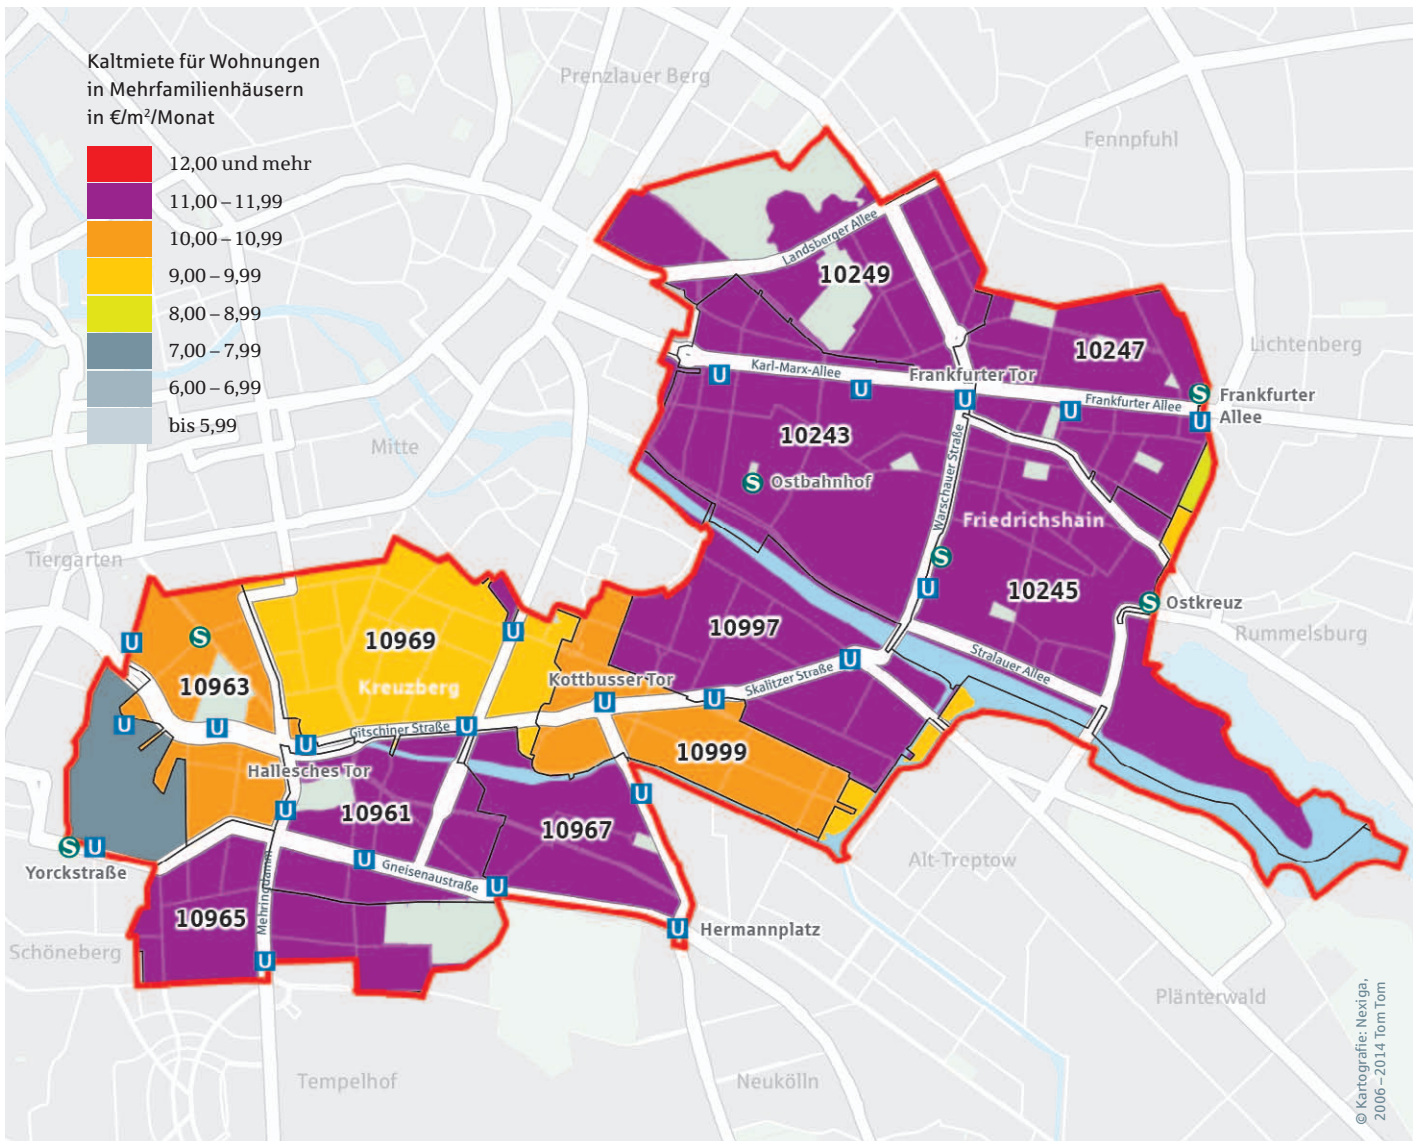 Kaltmiete für Wohnungen
in Mehrfamilienhäusern
in €/m²/Monat
12,00 und mehr
11,00 – 11,99
10,00 – 10,99
9,00 – 9,99
8,00 – 8,99
7,00 – 7,99
6,00 – 6,99
bis 5,99
Prenzlauer Berg
Fennpfuhl
Landsberger Allee
10249
Lichtenberg
10247
Karl-Marx-Allee
Frankfurter Tor
U
U
U
U
Frankfurter Allee
S
U
Frankfurter
Allee
Mitte
10243
S Ostbahnhof
Warschauer Straße
Friedrichshain
S
U
10245
S Ostkreuz
Rummelsburg
Stralauer Allee
Tiergarten
U
S
10969
Kreuzberg
U
10997
U
Skalitzer Straße
Kottbusser Tor
U
U
10963
U
U
Gitschiner Straße
U
U
Hallesches Tor
10999
U
10961
10967
U
U
Gneisenaustraße
U
S U
Yorckstraße
Alt-Treptow
10965
Mehringdamm
U
U Hermannplatz
Schöneberg
Plänterwald
Tempelhof
Neukölln
© Kartografie: Nexiga,
2006 – 2014 Tom Tom